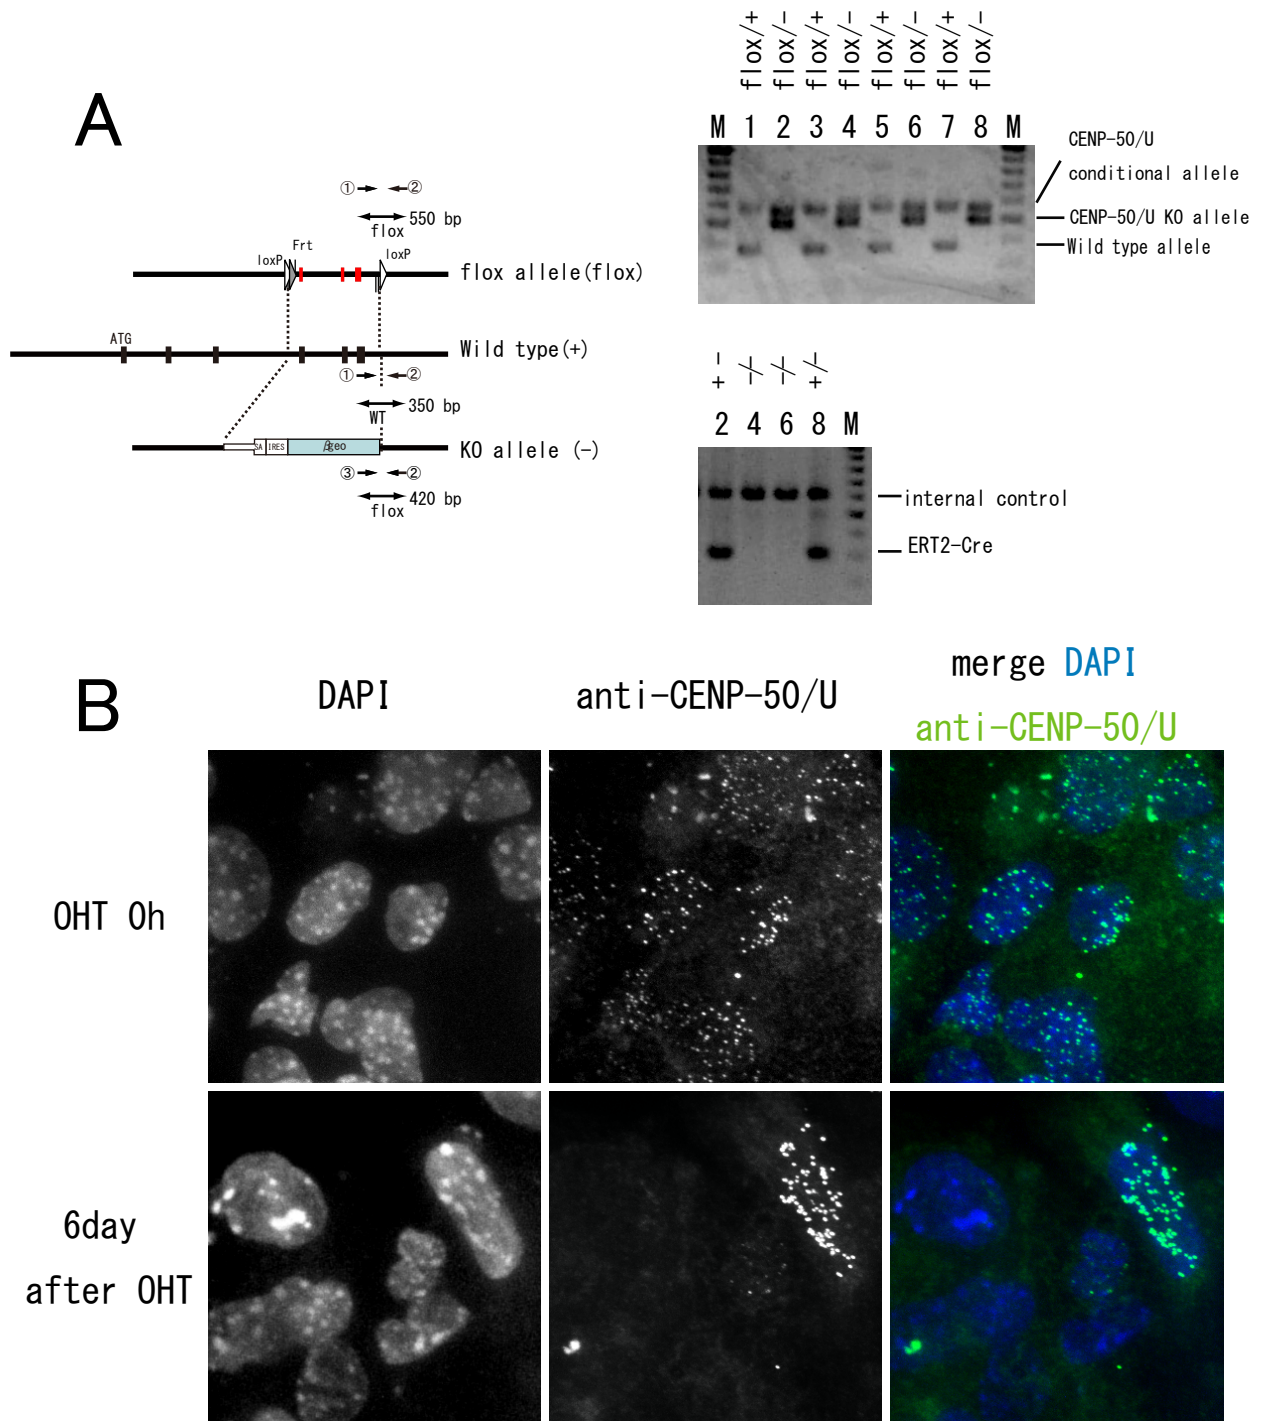 A
① ②
550 bp
flox
loxP
Frt
loxP
flox allele(flox)
ATG
Wild type(+)
① ②
350 bp
WT
SA IRES βgeo
KO allele (-)
③ ②
420 bp
flox
flox/+ flox/- flox/+ flox/- flox/+ flox/- flox/+ flox/-
M 1 2 3 4 5 6 7 8 M
CENP-50/U
conditional allele
CENP-50/U KO allele
Wild type allele
+/- -/- -/- +/-
2 4 6 8 M
internal control
ERT2-Cre
B
DAPI
anti-CENP-50/U
merge DAPI
anti-CENP-50/U
OHT 0h
6day
after OHT